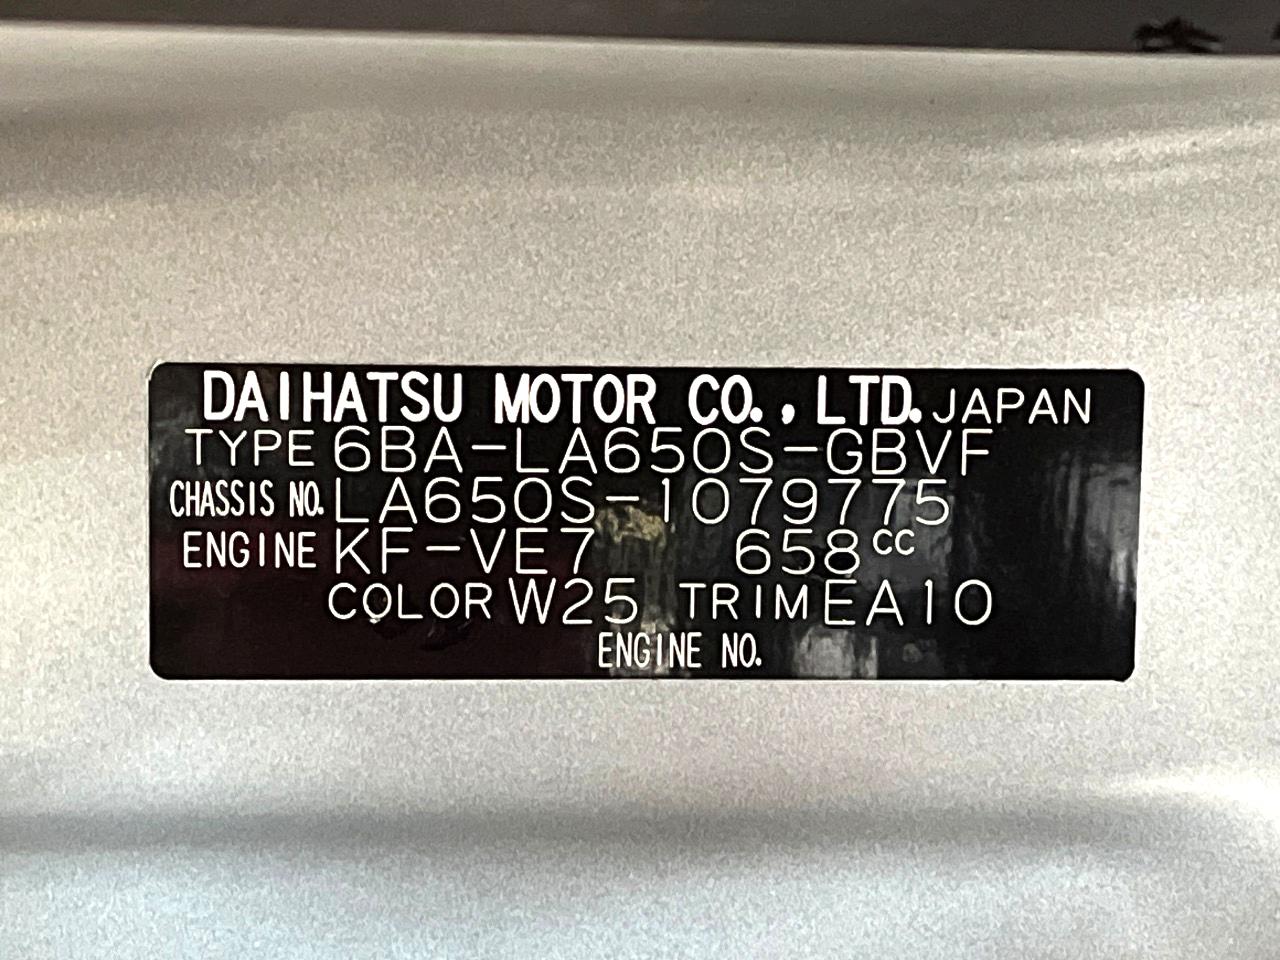 DAIHATSU MOTOR CO., LTD. JAPAN
TYPE 6BA-LA650S-GBVF
CHASSIS NO. LA650S-1079775
ENGINE KF-VE7 658cc
COLOR W25 TRIM EA10
ENGINE NO.